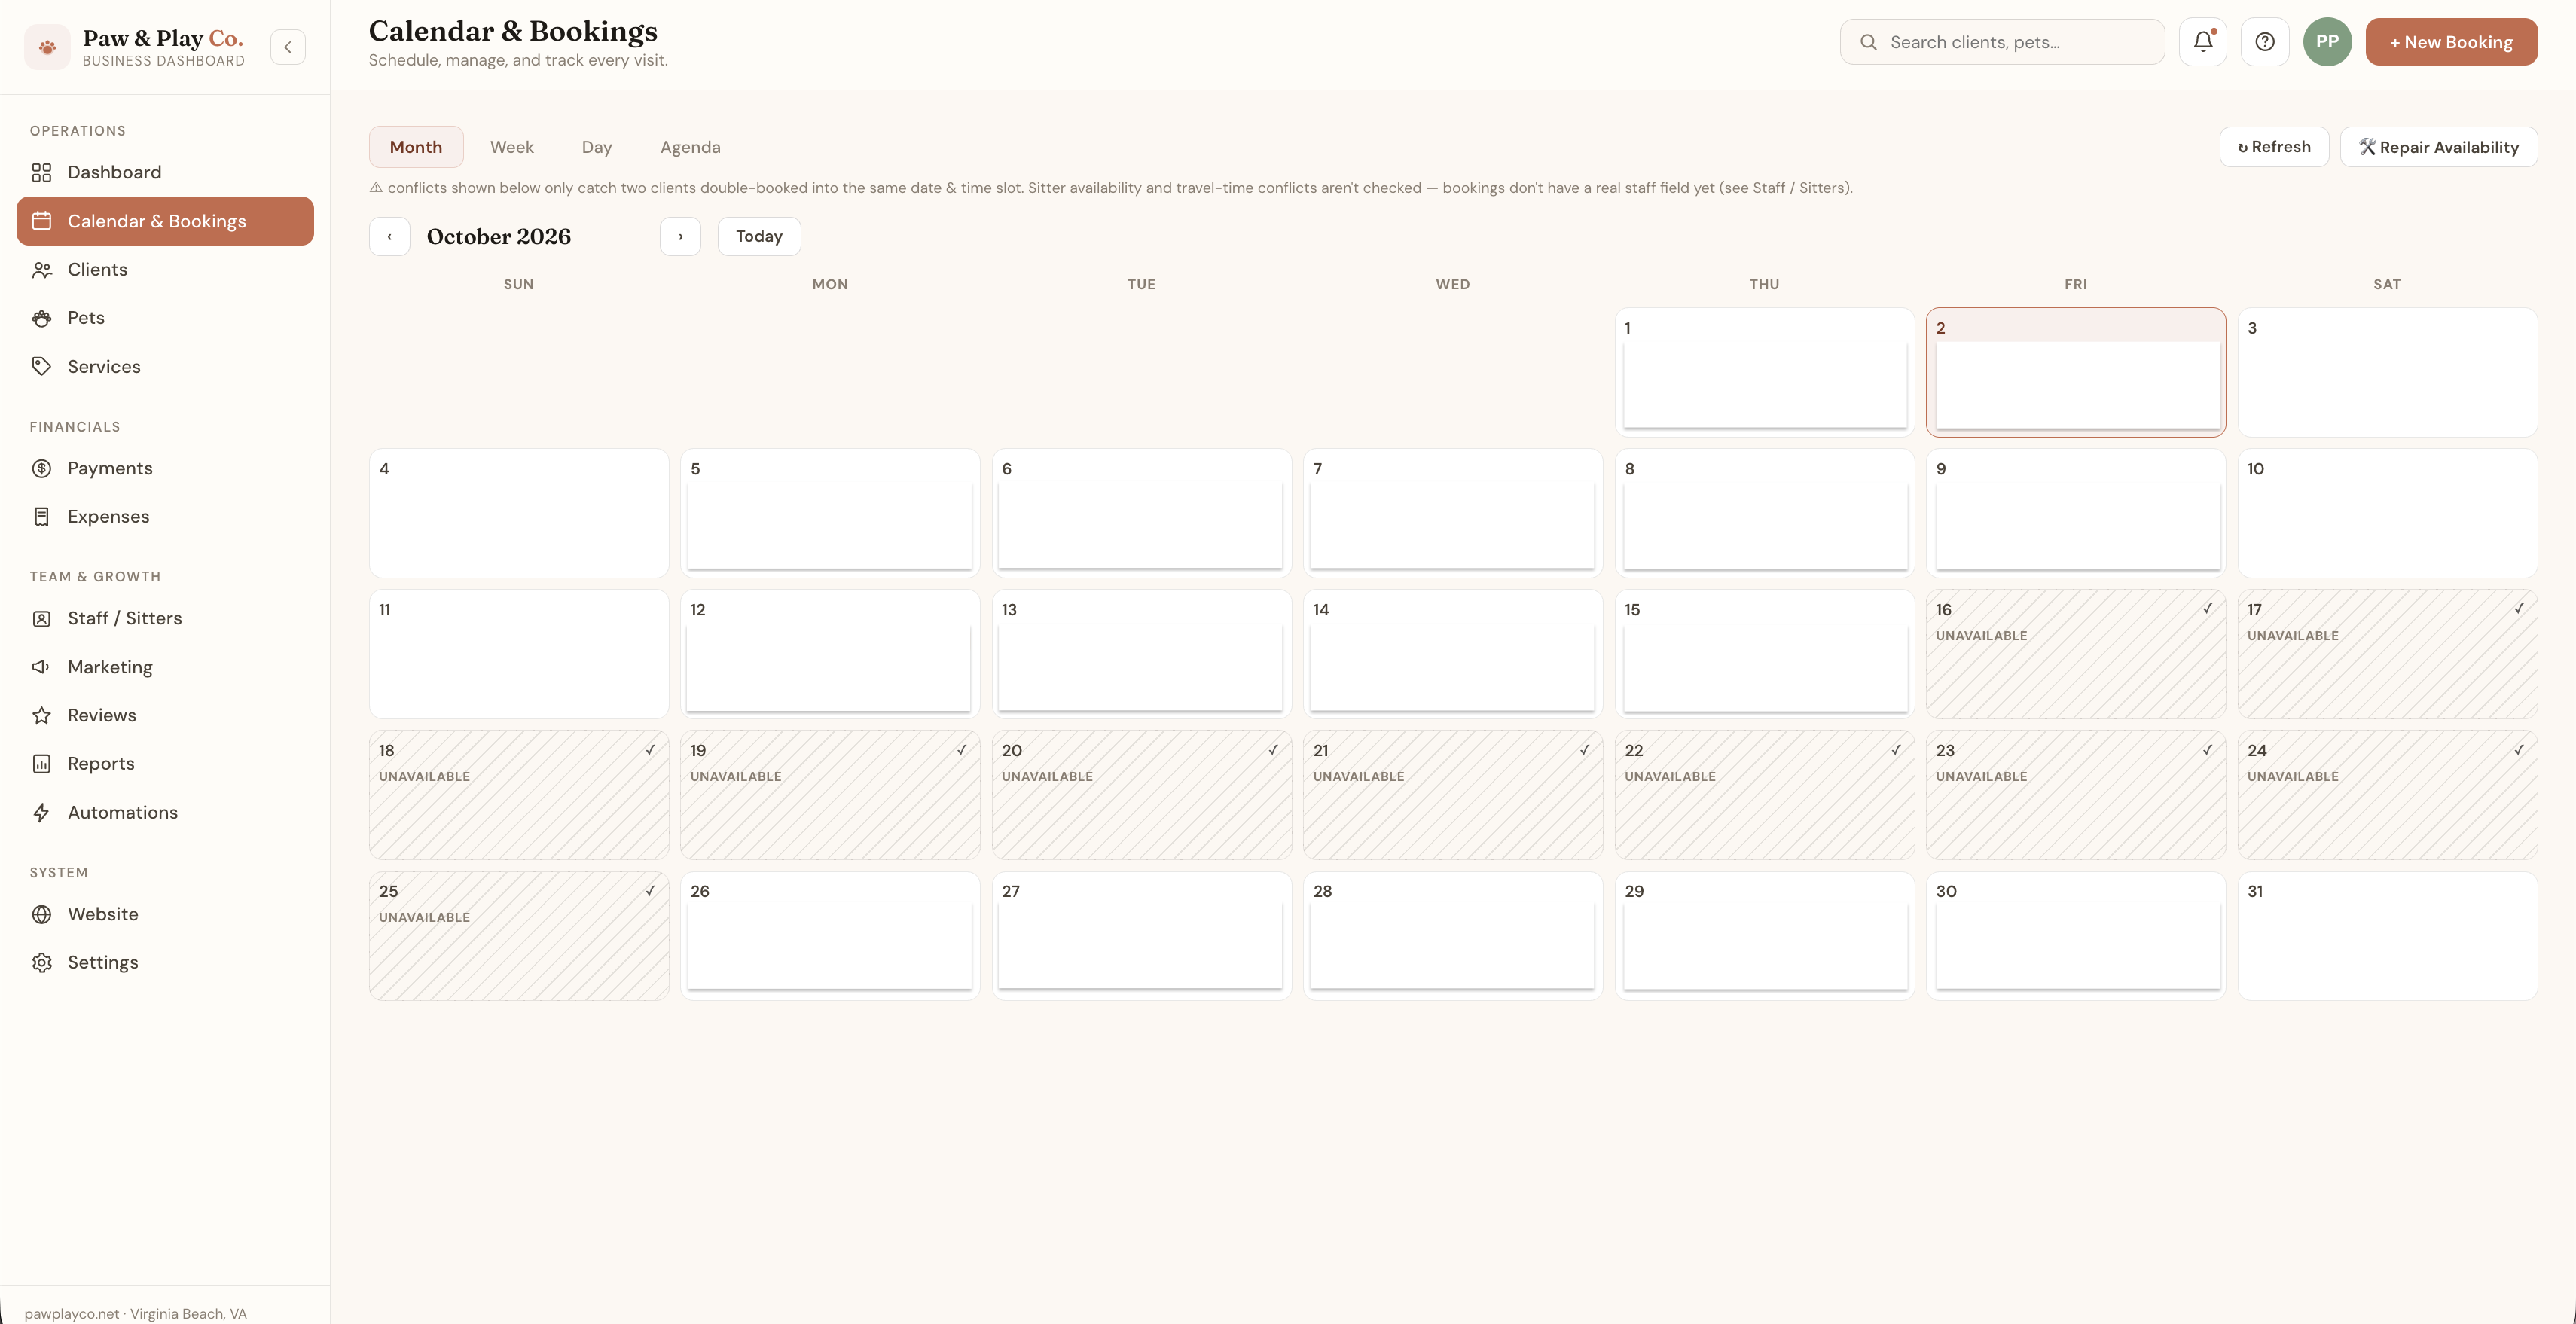 Paw & Play Co.
BUSINESS DASHBOARD
OPERATIONS
Dashboard
Calendar & Bookings
Clients
Pets
Services
FINANCIALS
Payments
Expenses
TEAM & GROWTH
Staff / Sitters
Marketing
Reviews
Reports
Automations
SYSTEM
Website
Settings
pawplayco.net · Virginia Beach, VA
Calendar & Bookings
Schedule, manage, and track every visit.
Search clients, pets...
PP
+ New Booking
Month Week Day Agenda
↻ Refresh
🛠 Repair Availability
⚠ conflicts shown below only catch two clients double-booked into the same date & time slot. Sitter availability and travel-time conflicts aren't checked — bookings don't have a real staff field yet (see Staff / Sitters).
‹ October 2026 › Today
SUN MON TUE WED THU FRI SAT
1 2 3
4 5 6 7 8 9 10
11 12 13 14 15 16 ✓ 17 ✓
UNAVAILABLE UNAVAILABLE
18 ✓ 19 ✓ 20 ✓ 21 ✓ 22 ✓ 23 ✓ 24 ✓
UNAVAILABLE UNAVAILABLE UNAVAILABLE UNAVAILABLE UNAVAILABLE UNAVAILABLE UNAVAILABLE
25 ✓ 26 27 28 29 30 31
UNAVAILABLE